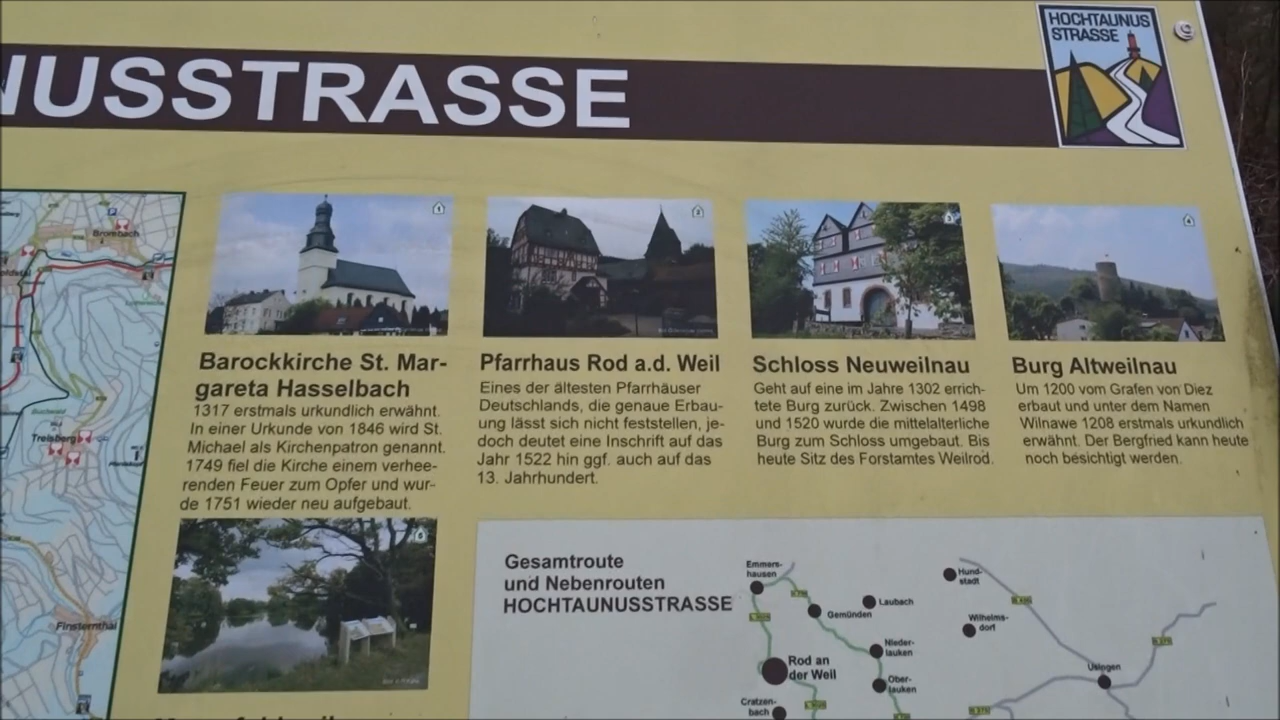 HOCHTAUNUS
STRASSE
NUSSTRASSE
Brombach
Treisberg
Finsternthal
1
2
3
4
Barockkirche St. Mar-
gareta Hasselbach
1317 erstmals urkundlich erwähnt.
In einer Urkunde von 1846 wird St.
Michael als Kirchenpatron genannt.
1749 fiel die Kirche einem verhee-
renden Feuer zum Opfer und wur-
de 1751 wieder neu aufgebaut.
Pfarrhaus Rod a.d. Weil
Eines der ältesten Pfarrhäuser
Deutschlands, die genaue Erbau-
ung lässt sich nicht feststellen, je-
doch deutet eine Inschrift auf das
Jahr 1522 hin ggf. auch auf das
13. Jahrhundert.
Schloss Neuweilnau
Geht auf eine im Jahre 1302 errich-
tete Burg zurück. Zwischen 1498
und 1520 wurde die mittelalterliche
Burg zum Schloss umgebaut. Bis
heute Sitz des Forstamtes Weilrod.
Burg Altweilnau
Um 1200 vom Grafen von Diez
erbaut und unter dem Namen
Wilnawe 1208 erstmals urkundlich
erwähnt. Der Bergfried kann heute
noch besichtigt werden.
Gesamtroute
und Nebenrouten
HOCHTAUNUSSTRASSE
Emmers-
hausen
Gemünden
Laubach
Hund-
stadt
Wilhelms-
dorf
Nieder-
lauken
Rod an
der Weil
Ober-
lauken
Usingen
Cratzen-
bach